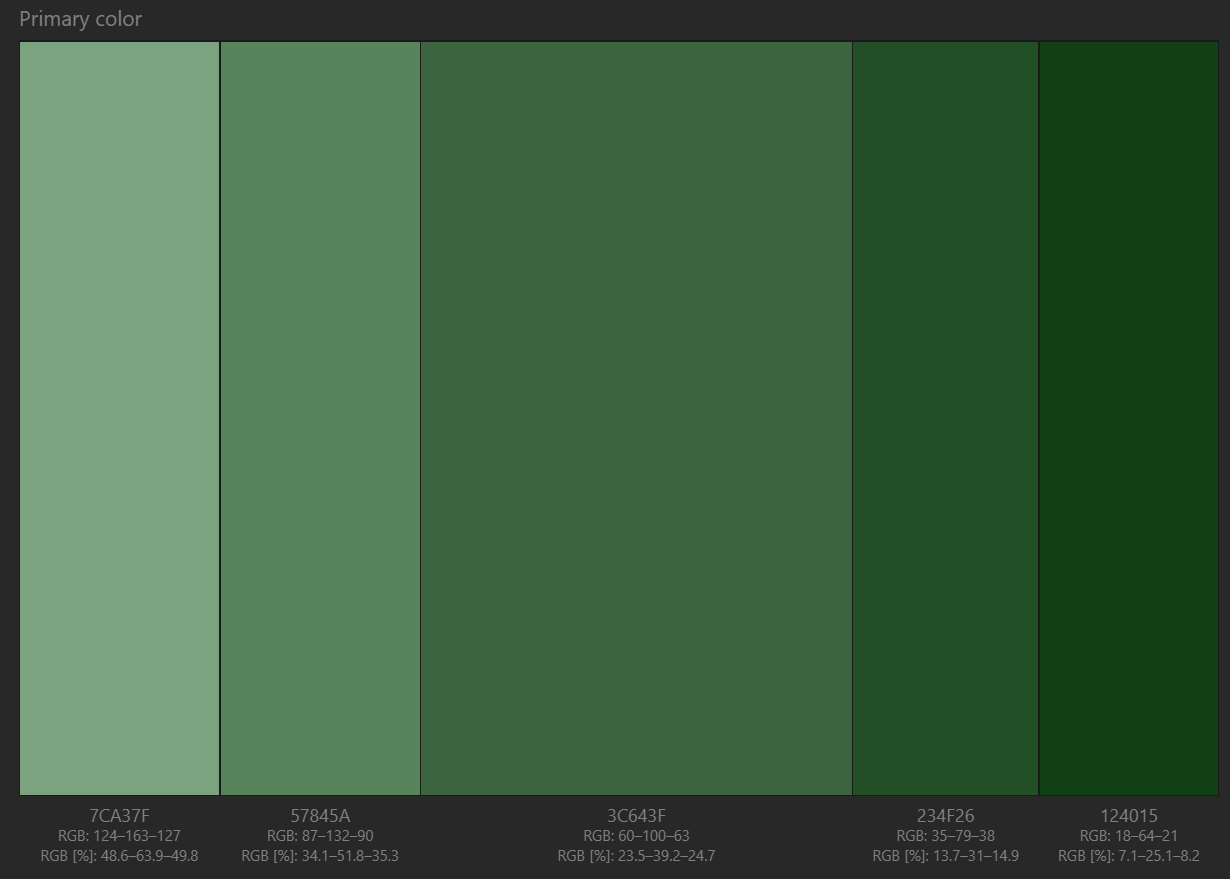 Primary color
7CA37F
RGB: 124–163–127
RGB [%]: 48.6–63.9–49.8
57845A
RGB: 87–132–90
RGB [%]: 34.1–51.8–35.3
3C643F
RGB: 60–100–63
RGB [%]: 23.5–39.2–24.7
234F26
RGB: 35–79–38
RGB [%]: 13.7–31–14.9
124015
RGB: 18–64–21
RGB [%]: 7.1–25.1–8.2